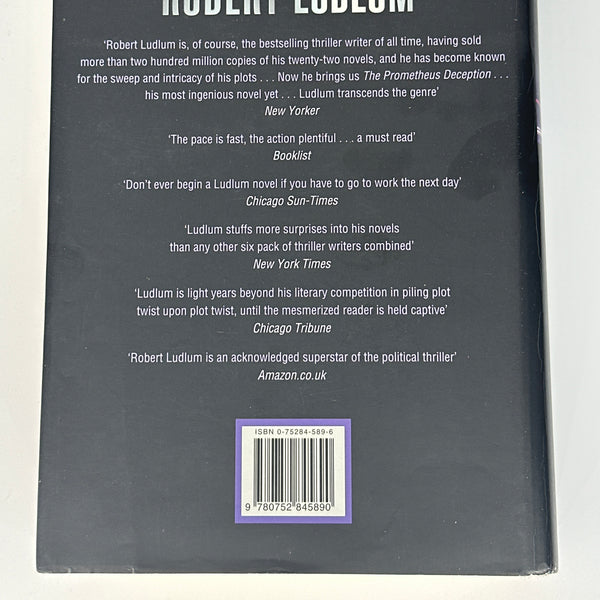 ROBERT LUDLUM
‘Robert Ludlum is, of course, the bestselling thriller writer of all time, having sold
more than two hundred million copies of his twenty-two novels, and he has become known
for the sweep and intricacy of his plots . . . Now he brings us The Prometheus Deception . . .
his most ingenious novel yet . . . Ludlum transcends the genre’
New Yorker
‘The pace is fast, the action plentiful . . . a must read’
Booklist
‘Don’t ever begin a Ludlum novel if you have to go to work the next day’
Chicago Sun-Times
‘Ludlum stuffs more surprises into his novels
than any other six pack of thriller writers combined’
New York Times
‘Ludlum is light years beyond his literary competition in piling plot
twist upon plot twist, until the mesmerized reader is held captive’
Chicago Tribune
‘Robert Ludlum is an acknowledged superstar of the political thriller’
Amazon.co.uk
ISBN 0-75284-589-6
9 780752 845890